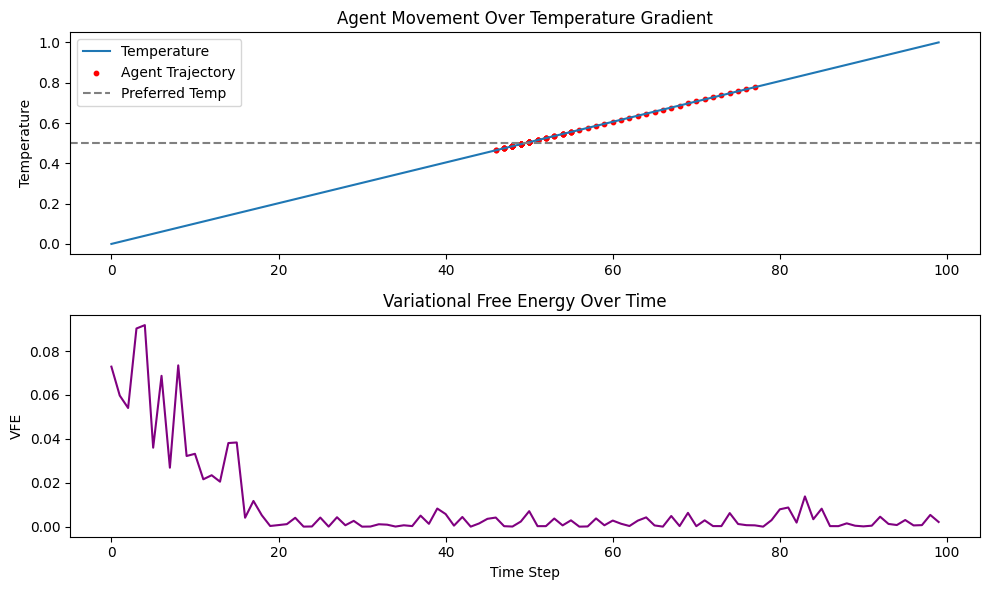 Agent Movement Over Temperature Gradient
Temperature
1.0
0.8
0.6
0.4
0.2
0.0
Temperature
Agent Trajectory
Preferred Temp
0 20 40 60 80 100
Variational Free Energy Over Time
VFE
0.08
0.06
0.04
0.02
0.00
0 20 40 60 80 100
Time Step